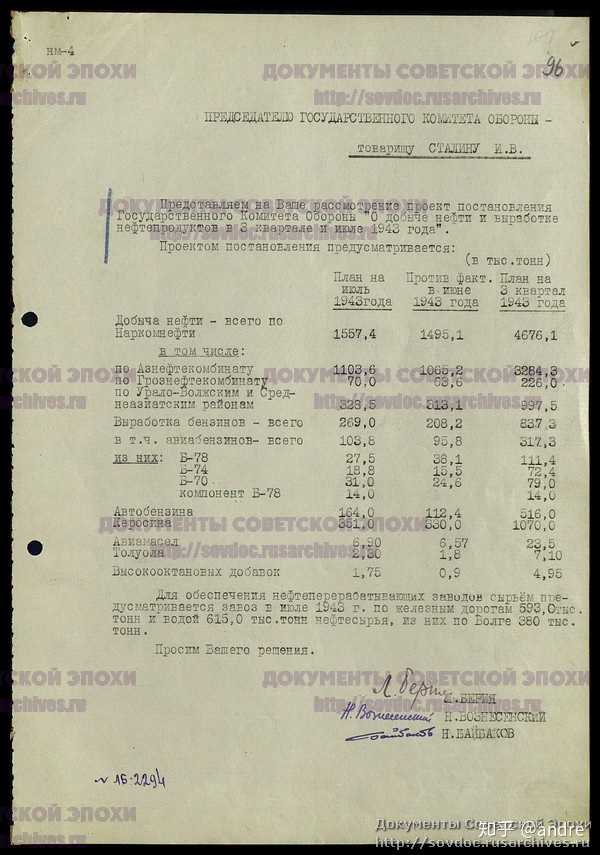 нм-4
96
ПРЕДСЕДАТЕЛЮ ГОСУДАРСТВЕННОГО КОМИТЕТА ОБОРОНЫ -
товарищу СТАЛИНУ И.В.
Представляем на Ваше рассмотрение проект постановления
Государственного Комитета Обороны "О добыче нефти и выработке
нефтепродуктов в 3 квартале и июле 1943 года".
Проектом постановления предусматривается:
(в тыс.тонн)
План на Против факт. План на
июль в июне 3 квартал
1943года 1943 года 1943 года
Добыча нефти - всего по
Наркомнефти 1557,4 1495,1 4676,1
в том числе:
по Азнефтекомбинату 1103,6 1065,2 3284,3
по Грознефтекомбинату 70,0 63,6 226,0
по Урало-Волжским и Сред-
неазиатским районам 328,5 313,1 997,5
Выработка бензинов - всего 269,0 208,2 837,3
в т.ч. авиабензинов- всего 103,8 95,8 317,3
из них: Б-78 27,5 38,1 111,4
Б-74 18,8 15,5 72,4
Б-70 31,0 24,6 79,0
компонент Б-78 14,0 14,0
Автобензина 164,0 112,4 516,0
Керосина 351,0 330,0 1070,0
Авиамасел 6,90 6,57 23,5
Толуола 2,30 1,8 7,10
Высокооктановых добавок 1,75 0,9 4,95
Для обеспечения нефтеперерабатывающих заводов сырьём пре-
дусматривается завоз в июле 1943 г. по железным дорогам 593,0тыс.
тонн и водой 615,0 тыс.тонн нефтесырья, из них по Волге 380 тыс.
тонн.
Просим Вашего решения.
Л. Берия
Л.БЕРИЯ
Н. Вознесенский Н.ВОЗНЕСЕНСКИЙ
Байбаков Н.БАЙБАКОВ
№ 1Б-2294
ДОКУМЕНТЫ СОВЕТСКОЙ ЭПОХИ
http://sovdoc.rusarchives.ru
Документы Советской Эпохи
http://sovdoc.rusarchives.ru
知乎 @andre